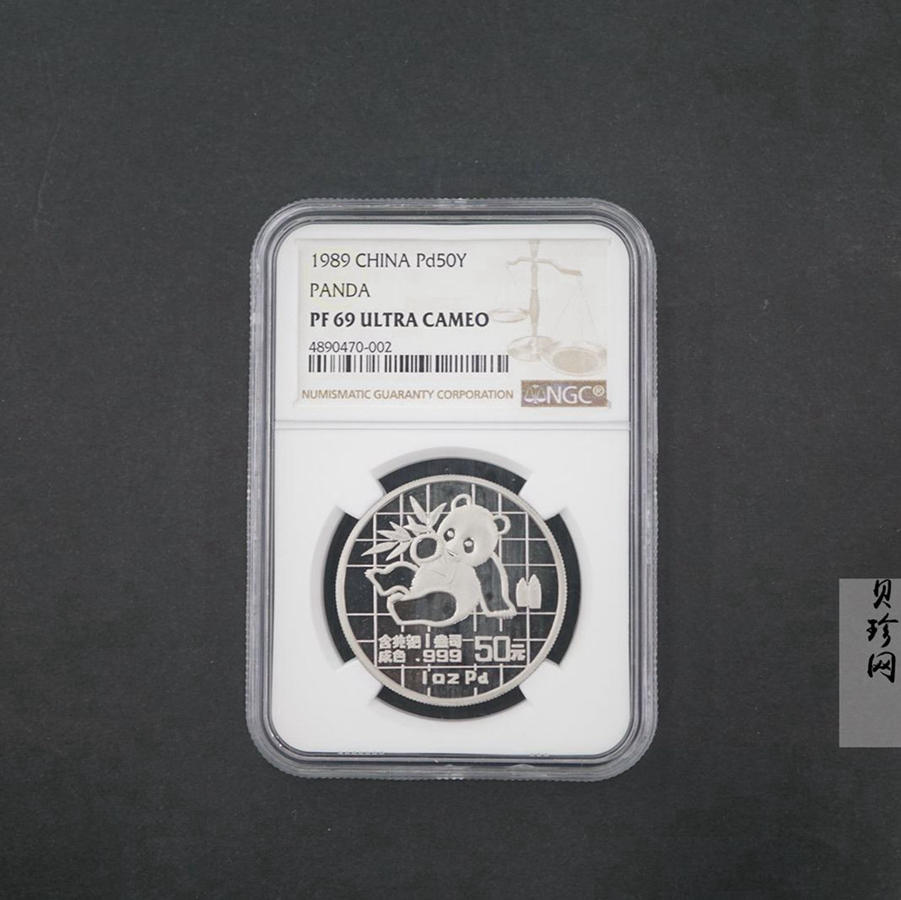 1989 CHINA Pd50Y
PANDA
PF 69 ULTRA CAMEO
4890470-002
NUMISMATIC GUARANTY CORPORATION
NGC®
含纯钯1盎司
成色 .999
50元
1oz Pd
贝珍网